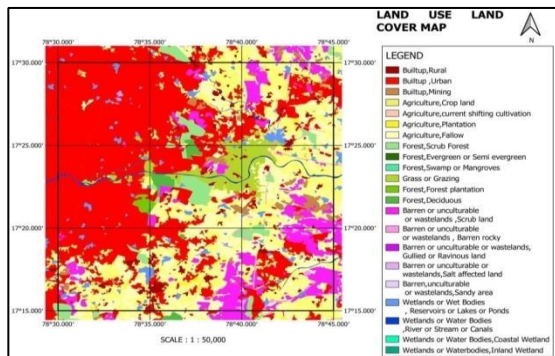 LAND USE LAND
COVER MAP
N
78°30.000' 78°35.000' 78°40.000' 78°45.000'
17°30.000' 17°30.000'
17°25.000' 17°25.000'
17°20.000' 17°20.000'
17°15.000' 17°15.000'
78°30.000' 78°35.000' 78°40.000' 78°45.000'
SCALE : 1 : 50,000
LEGEND
Builtup,Rural
Builtup ,Urban
Builtup,Mining
Agriculture,Crop land
Agriculture,current shifting cultivation
Agriculture,Plantation
Agriculture,Fallow
Forest,Scrub Forest
Forest,Evergreen or Semi evergreen
Forest,Swamp or Mangroves
Grass or Grazing
Forest,Forest plantation
Forest,Deciduous
Barren or unculturable
or wastelands ,Scrub land
Barren or unculturable
or wastelands , Barren rocky
Barren or unculturable or wastelands,
Gullied or Ravinous land
Barren or unculturable or
wastelands,Salt affected land
Barren,unculturable or
wastelands,Sandy area
Wetlands or Wet Bodies
, Reservoirs or Lakes or Ponds
Wetlands or Water Bodies
,River or Stream or Canals
Wetlands or Water Bodies,Coastal Wetland
Wetlands or Waterbodies,Inland Wetland